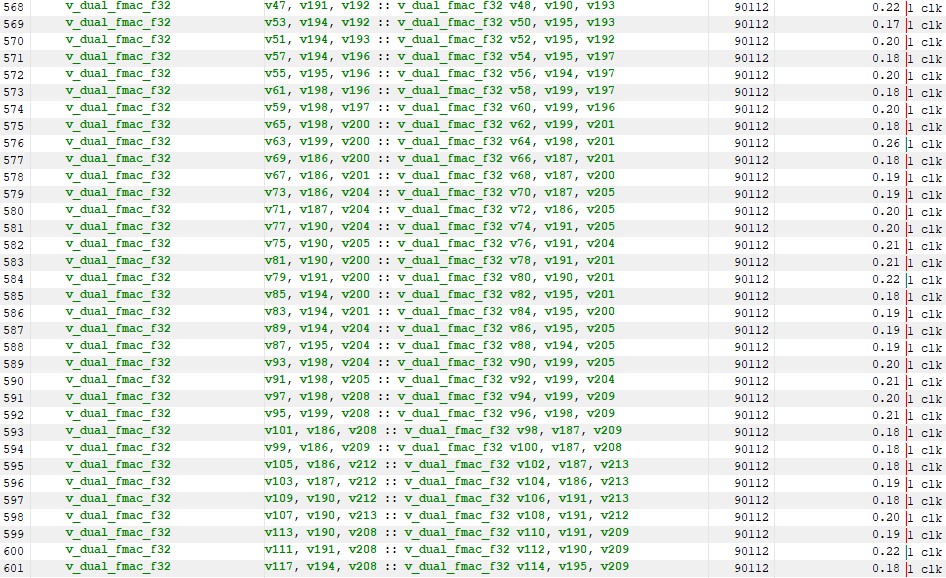 568 v_dual_fmac_f32 v47, v191, v192 :: v_dual_fmac_f32 v48, v190, v193 90112 0.22 1 clk
569 v_dual_fmac_f32 v53, v194, v192 :: v_dual_fmac_f32 v50, v195, v193 90112 0.17 1 clk
570 v_dual_fmac_f32 v51, v194, v193 :: v_dual_fmac_f32 v52, v195, v192 90112 0.20 1 clk
571 v_dual_fmac_f32 v57, v194, v196 :: v_dual_fmac_f32 v54, v195, v197 90112 0.18 1 clk
572 v_dual_fmac_f32 v55, v195, v196 :: v_dual_fmac_f32 v56, v194, v197 90112 0.20 1 clk
573 v_dual_fmac_f32 v61, v198, v196 :: v_dual_fmac_f32 v58, v199, v197 90112 0.18 1 clk
574 v_dual_fmac_f32 v59, v198, v197 :: v_dual_fmac_f32 v60, v199, v196 90112 0.20 1 clk
575 v_dual_fmac_f32 v65, v198, v200 :: v_dual_fmac_f32 v62, v199, v201 90112 0.18 1 clk
576 v_dual_fmac_f32 v63, v199, v200 :: v_dual_fmac_f32 v64, v198, v201 90112 0.26 1 clk
577 v_dual_fmac_f32 v69, v186, v200 :: v_dual_fmac_f32 v66, v187, v201 90112 0.18 1 clk
578 v_dual_fmac_f32 v67, v186, v201 :: v_dual_fmac_f32 v68, v187, v200 90112 0.19 1 clk
579 v_dual_fmac_f32 v73, v186, v204 :: v_dual_fmac_f32 v70, v187, v205 90112 0.19 1 clk
580 v_dual_fmac_f32 v71, v187, v204 :: v_dual_fmac_f32 v72, v186, v205 90112 0.20 1 clk
581 v_dual_fmac_f32 v77, v190, v204 :: v_dual_fmac_f32 v74, v191, v205 90112 0.20 1 clk
582 v_dual_fmac_f32 v75, v190, v205 :: v_dual_fmac_f32 v76, v191, v204 90112 0.21 1 clk
583 v_dual_fmac_f32 v81, v190, v200 :: v_dual_fmac_f32 v78, v191, v201 90112 0.21 1 clk
584 v_dual_fmac_f32 v79, v191, v200 :: v_dual_fmac_f32 v80, v190, v201 90112 0.22 1 clk
585 v_dual_fmac_f32 v85, v194, v200 :: v_dual_fmac_f32 v82, v195, v201 90112 0.18 1 clk
586 v_dual_fmac_f32 v83, v194, v201 :: v_dual_fmac_f32 v84, v195, v200 90112 0.19 1 clk
587 v_dual_fmac_f32 v89, v194, v204 :: v_dual_fmac_f32 v86, v195, v205 90112 0.19 1 clk
588 v_dual_fmac_f32 v87, v195, v204 :: v_dual_fmac_f32 v88, v194, v205 90112 0.19 1 clk
589 v_dual_fmac_f32 v93, v198, v204 :: v_dual_fmac_f32 v90, v199, v205 90112 0.20 1 clk
590 v_dual_fmac_f32 v91, v198, v205 :: v_dual_fmac_f32 v92, v199, v204 90112 0.21 1 clk
591 v_dual_fmac_f32 v97, v198, v208 :: v_dual_fmac_f32 v94, v199, v209 90112 0.20 1 clk
592 v_dual_fmac_f32 v95, v199, v208 :: v_dual_fmac_f32 v96, v198, v209 90112 0.21 1 clk
593 v_dual_fmac_f32 v101, v186, v208 :: v_dual_fmac_f32 v98, v187, v209 90112 0.18 1 clk
594 v_dual_fmac_f32 v99, v186, v209 :: v_dual_fmac_f32 v100, v187, v208 90112 0.18 1 clk
595 v_dual_fmac_f32 v105, v186, v212 :: v_dual_fmac_f32 v102, v187, v213 90112 0.18 1 clk
596 v_dual_fmac_f32 v103, v187, v212 :: v_dual_fmac_f32 v104, v186, v213 90112 0.19 1 clk
597 v_dual_fmac_f32 v109, v190, v212 :: v_dual_fmac_f32 v106, v191, v213 90112 0.18 1 clk
598 v_dual_fmac_f32 v107, v190, v213 :: v_dual_fmac_f32 v108, v191, v212 90112 0.20 1 clk
599 v_dual_fmac_f32 v113, v190, v208 :: v_dual_fmac_f32 v110, v191, v209 90112 0.19 1 clk
600 v_dual_fmac_f32 v111, v191, v208 :: v_dual_fmac_f32 v112, v190, v209 90112 0.22 1 clk
601 v_dual_fmac_f32 v117, v194, v208 :: v_dual_fmac_f32 v114, v195, v209 90112 0.18 1 clk